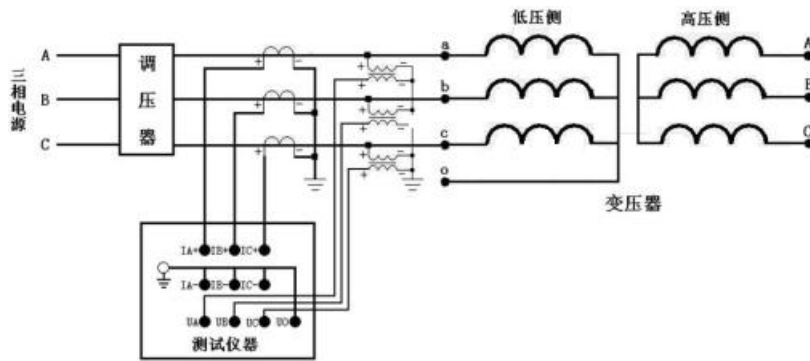 低压侧 高压侧
A 调压器 + - + - a A
三相电源
B + - + - b B
C + - + - c C
o
变压器
IA+ IB+ IC+
IA- IB- IC-
UA UB UC UO
测试仪器